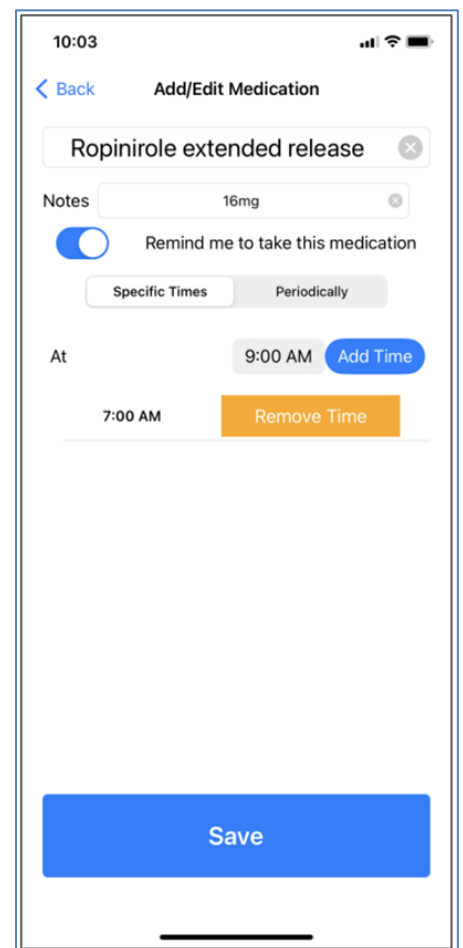 10:03
Back Add/Edit Medication
Ropinirole extended release
Notes 16mg
Remind me to take this medication
Specific Times Periodically
At 9:00 AM Add Time
7:00 AM Remove Time
Save